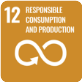 12 RESPONSIBLE
CONSUMPTION
AND PRODUCTION